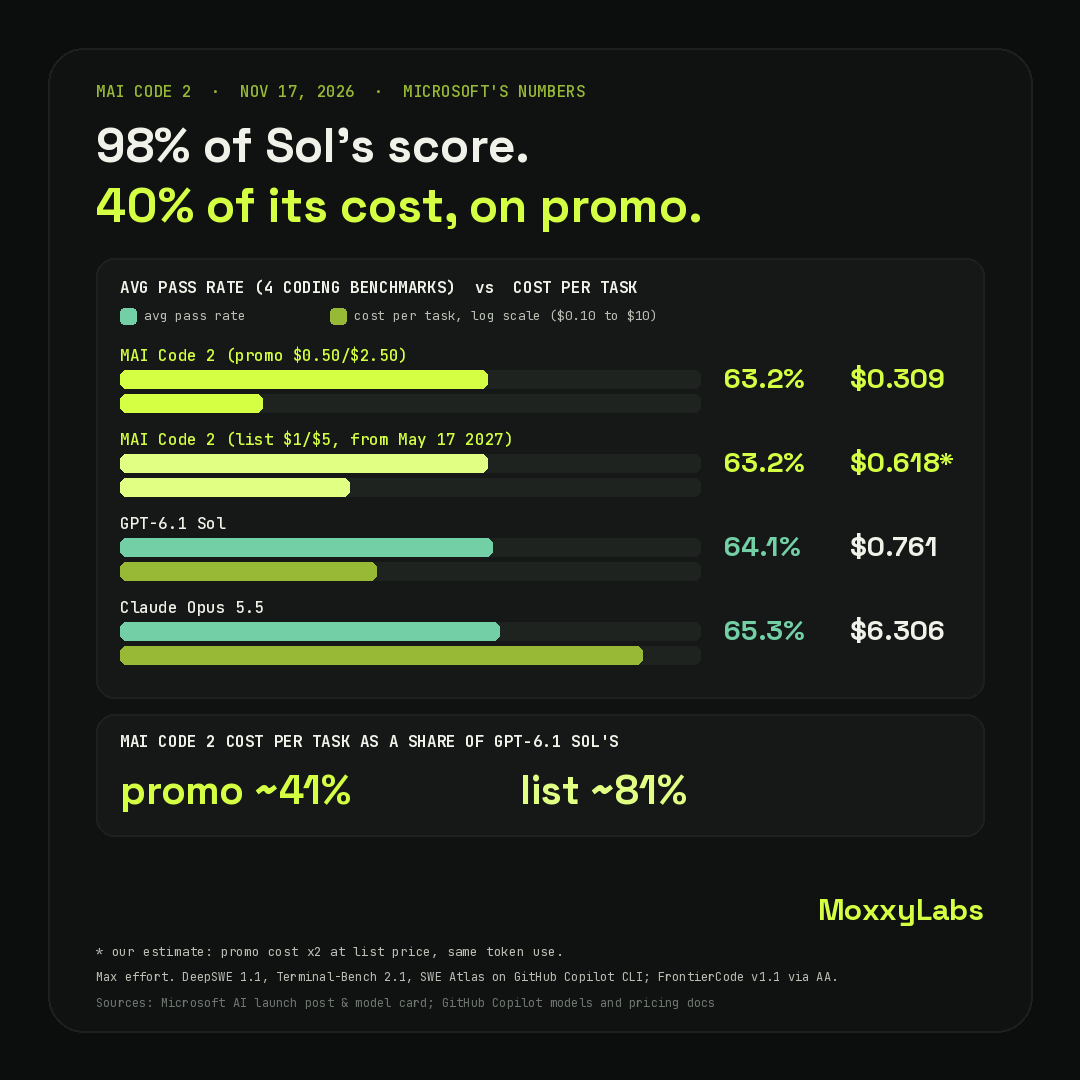 MAI CODE 2 · NOV 17, 2026 · MICROSOFT'S NUMBERS
98% of Sol's score.
40% of its cost, on promo.
AVG PASS RATE (4 CODING BENCHMARKS) vs COST PER TASK
avg pass rate cost per task, log scale ($0.10 to $10)
MAI Code 2 (promo $0.50/$2.50)
63.2% $0.309
MAI Code 2 (list $1/$5, from May 17 2027)
63.2% $0.618*
GPT-6.1 Sol
64.1% $0.761
Claude Opus 5.5
65.3% $6.306
MAI CODE 2 COST PER TASK AS A SHARE OF GPT-6.1 SOL'S
promo ~41% list ~81%
MoxxyLabs
* our estimate: promo cost x2 at list price, same token use.
Max effort. DeepSWE 1.1, Terminal-Bench 2.1, SWE Atlas on GitHub Copilot CLI; FrontierCode v1.1 via AA.
Sources: Microsoft AI launch post & model card; GitHub Copilot models and pricing docs